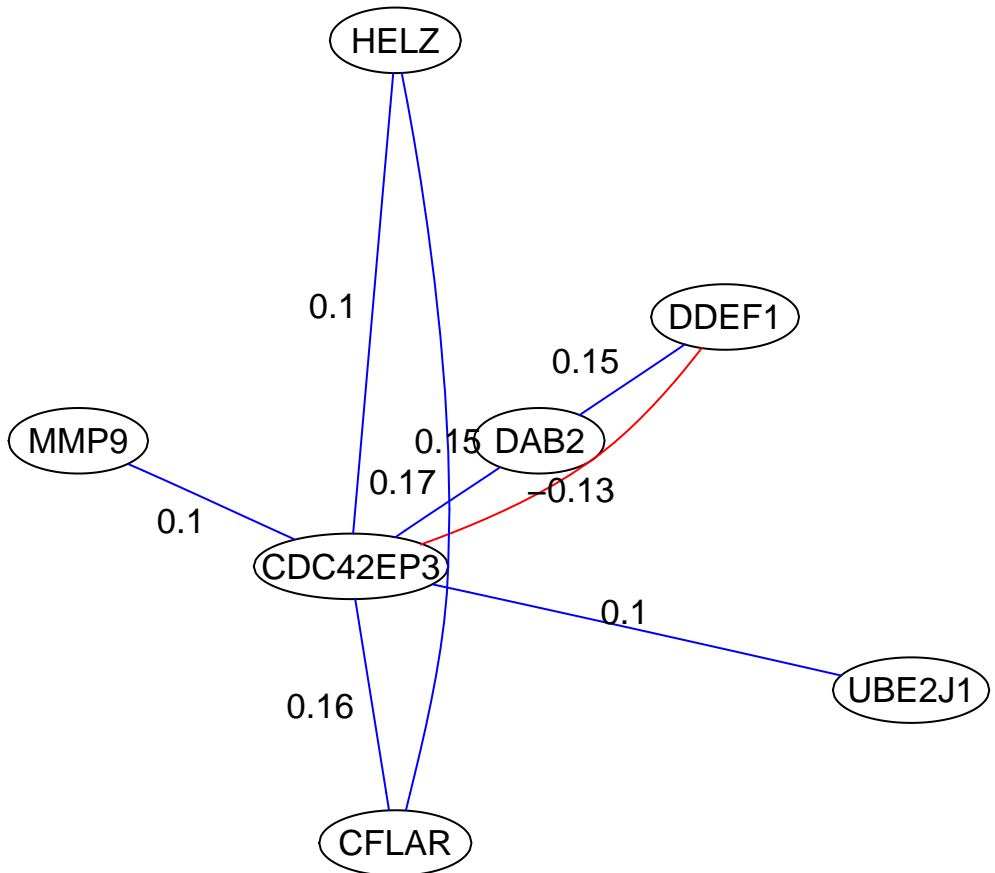 HELZ
0.1
DDEF1
0.15
MMP9
0.15
DAB2
0.17
−0.13
0.1
CDC42EP3
0.1
UBE2J1
0.16
CFLAR